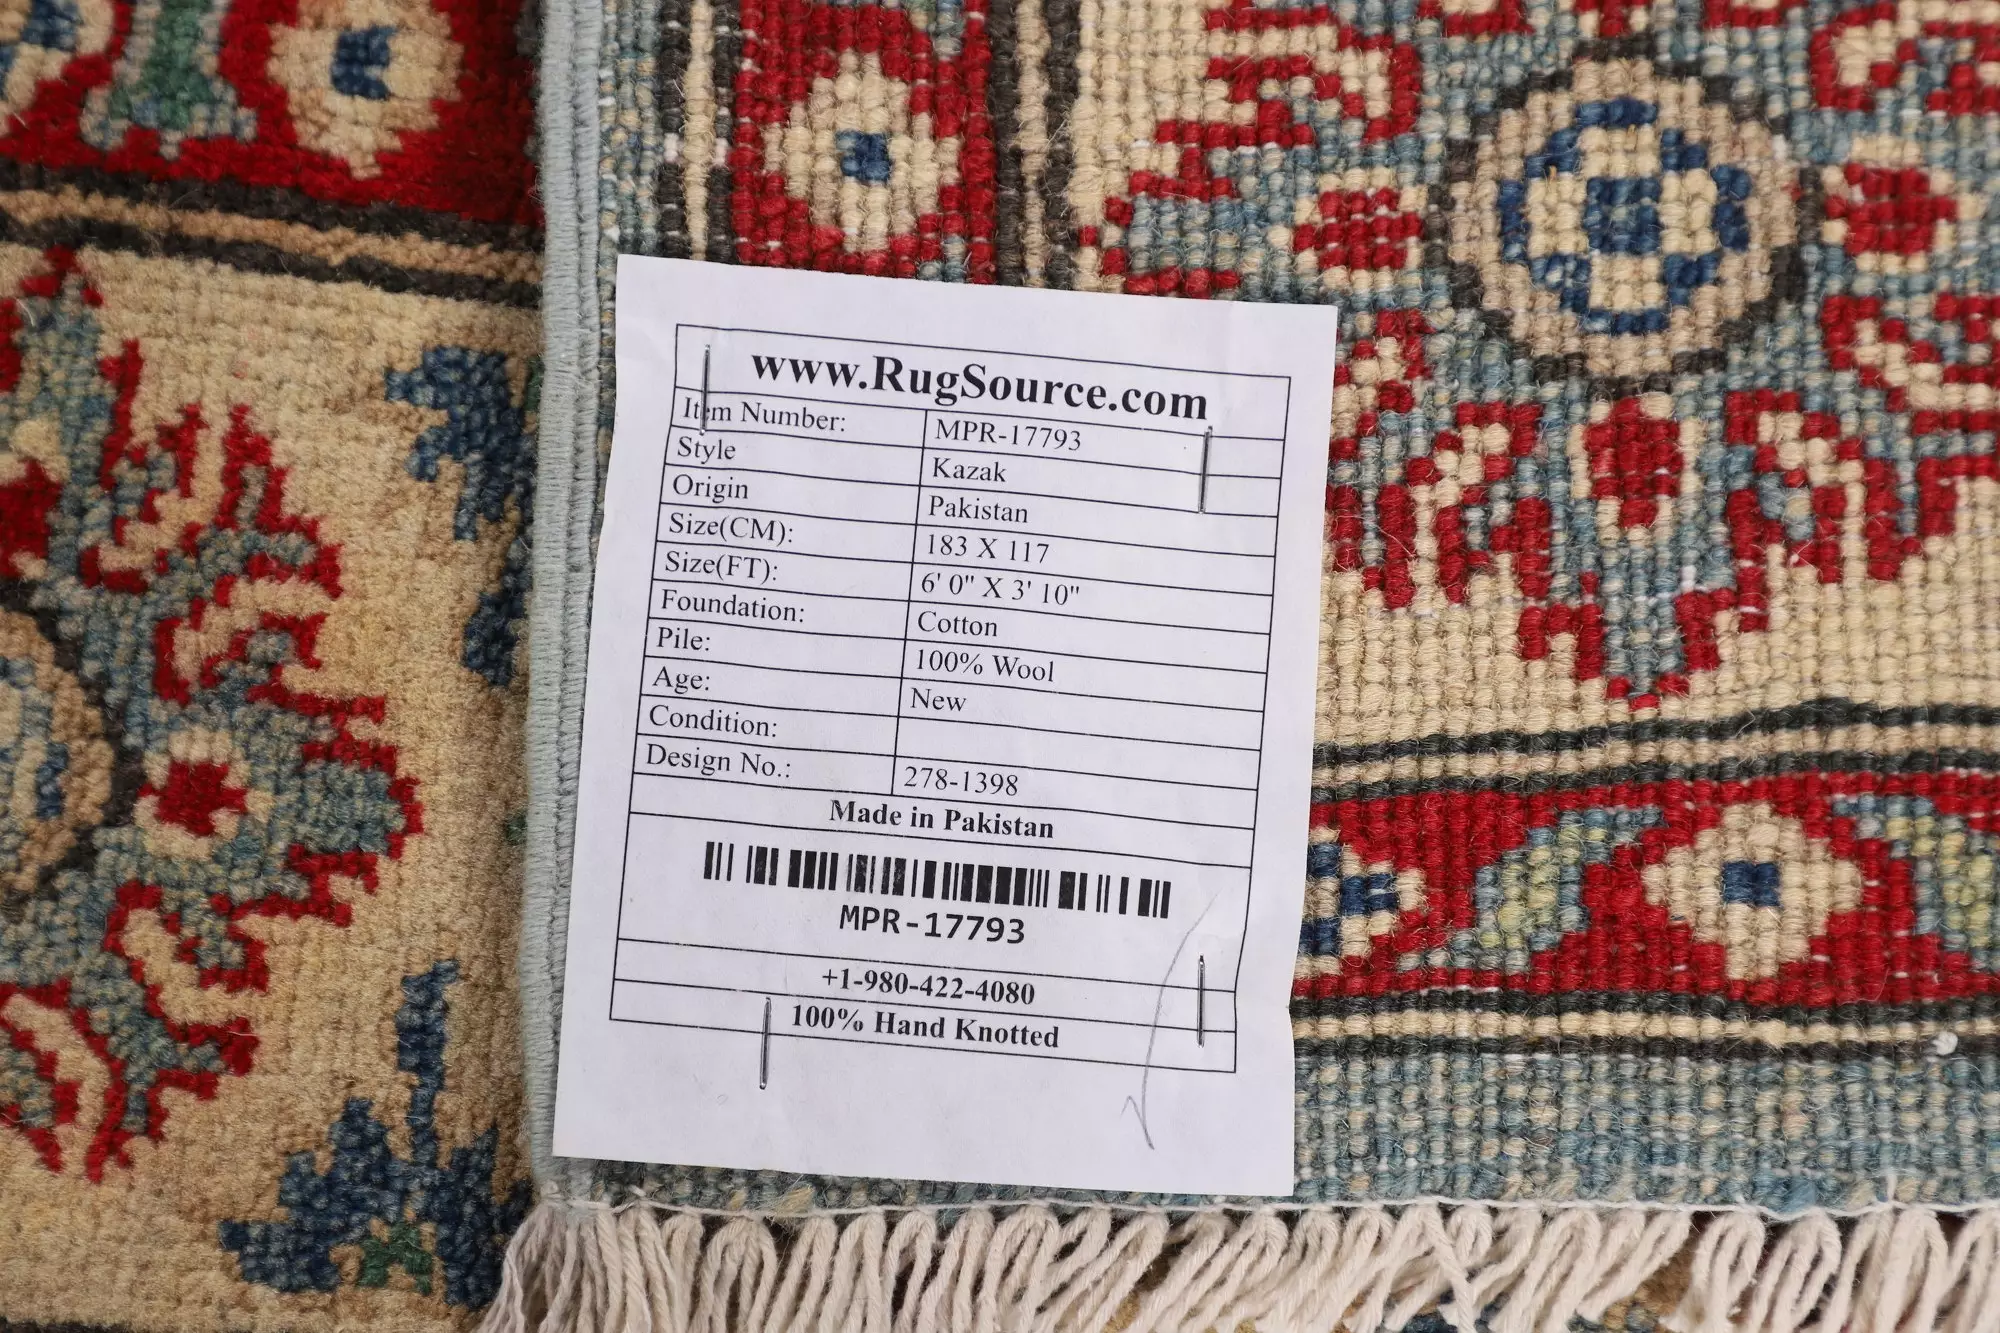 www.RugSource.com
Item Number: MPR-17793
Style Kazak
Origin Pakistan
Size(CM): 183 X 117
Size(FT): 6' 0" X 3' 10"
Foundation: Cotton
Pile: 100% Wool
Age: New
Condition:
Design No.: 278-1398
Made in Pakistan
MPR-17793
+1-980-422-4080
100% Hand Knotted